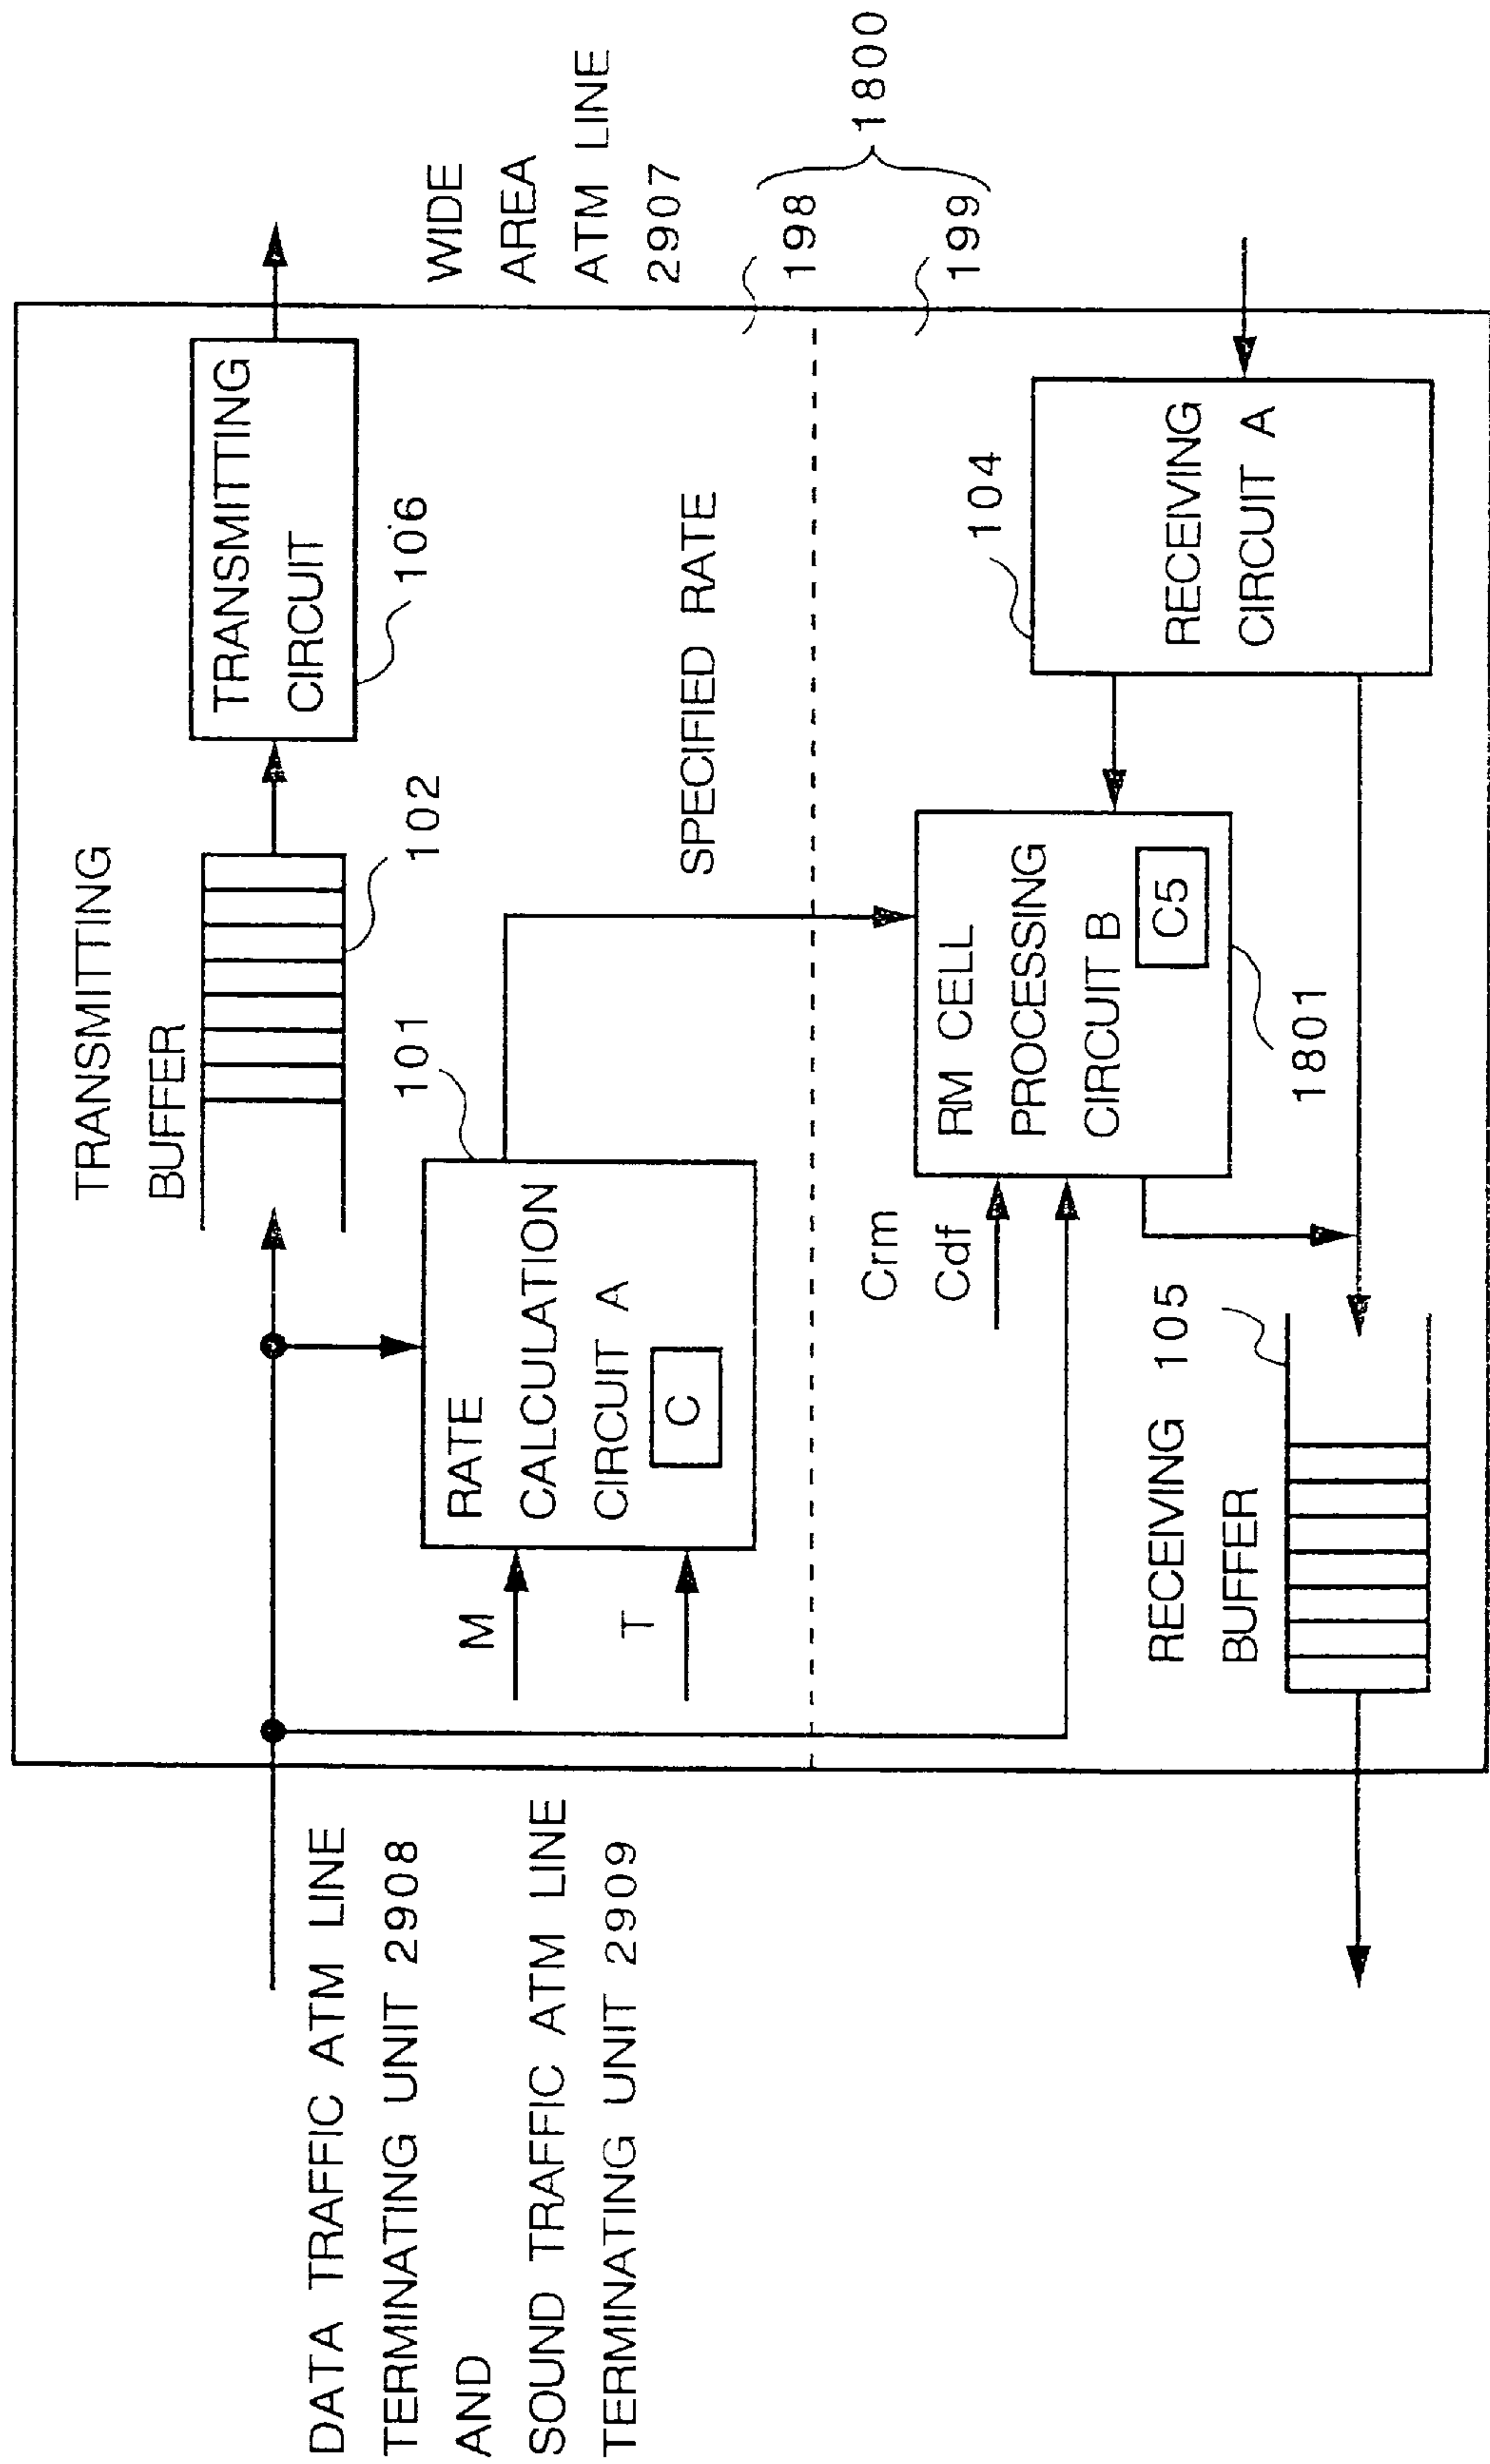 TRANSMITTING
BUFFER
102
TRANSMITTING
CIRCUIT
106
WIDE
AREA
ATM LINE
2907
DATA TRAFFIC ATM LINE
TERMINATING UNIT 2908
AND
SOUND TRAFFIC ATM LINE
TERMINATING UNIT 2909
M
T
101
RATE
CALCULATION
CIRCUIT A
C
SPECIFIED RATE
198
199
1800
Crm
Cdf
RM CELL
PROCESSING
CIRCUIT B
C5
1801
104
RECEIVING
CIRCUIT A
RECEIVING 105
BUFFER